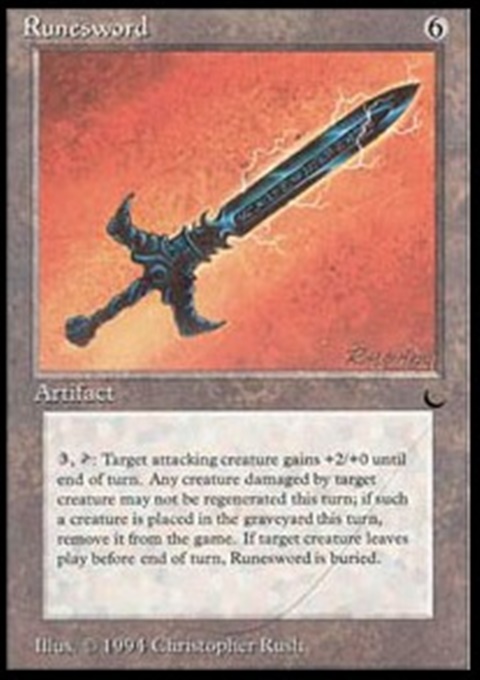 Runesword 6
Rush
Artifact
3, : Target attacking creature gains +2/+0 until
end of turn. Any creature damaged by target
creature may not be regenerated this turn; if such
a creature is placed in the graveyard this turn,
remove it from the game. If target creature leaves
play before end of turn, Runesword is buried.
Illus. © 1994 Christopher Rush